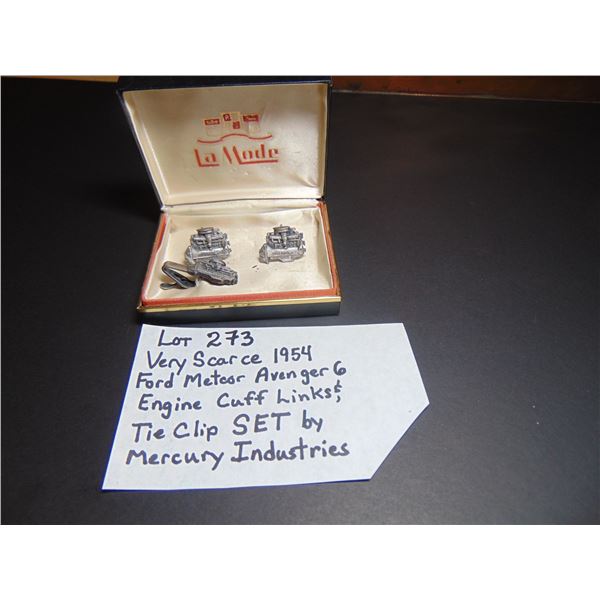 La Mode
Lot 273
Very Scarce 1954
Ford Meteor Avenger 6
Engine Cuff Links &
Tie Clip SET by
Mercury Industries